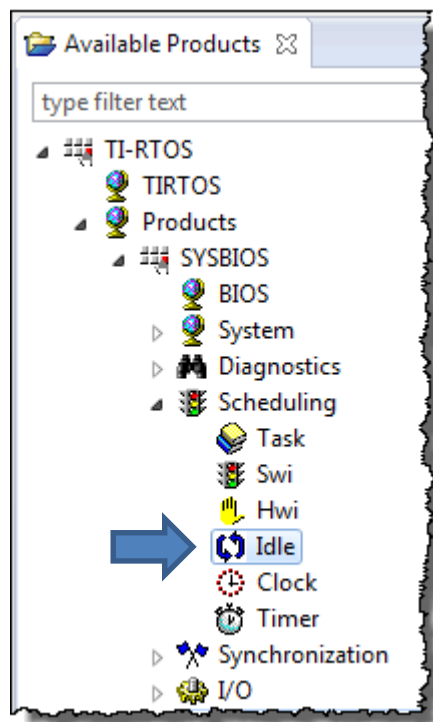 Available Products
type filter text
TI-RTOS
TIRTOS
Products
SYSBIOS
BIOS
System
Diagnostics
Scheduling
Task
Swi
Hwi
Idle
Clock
Timer
Synchronization
I/O